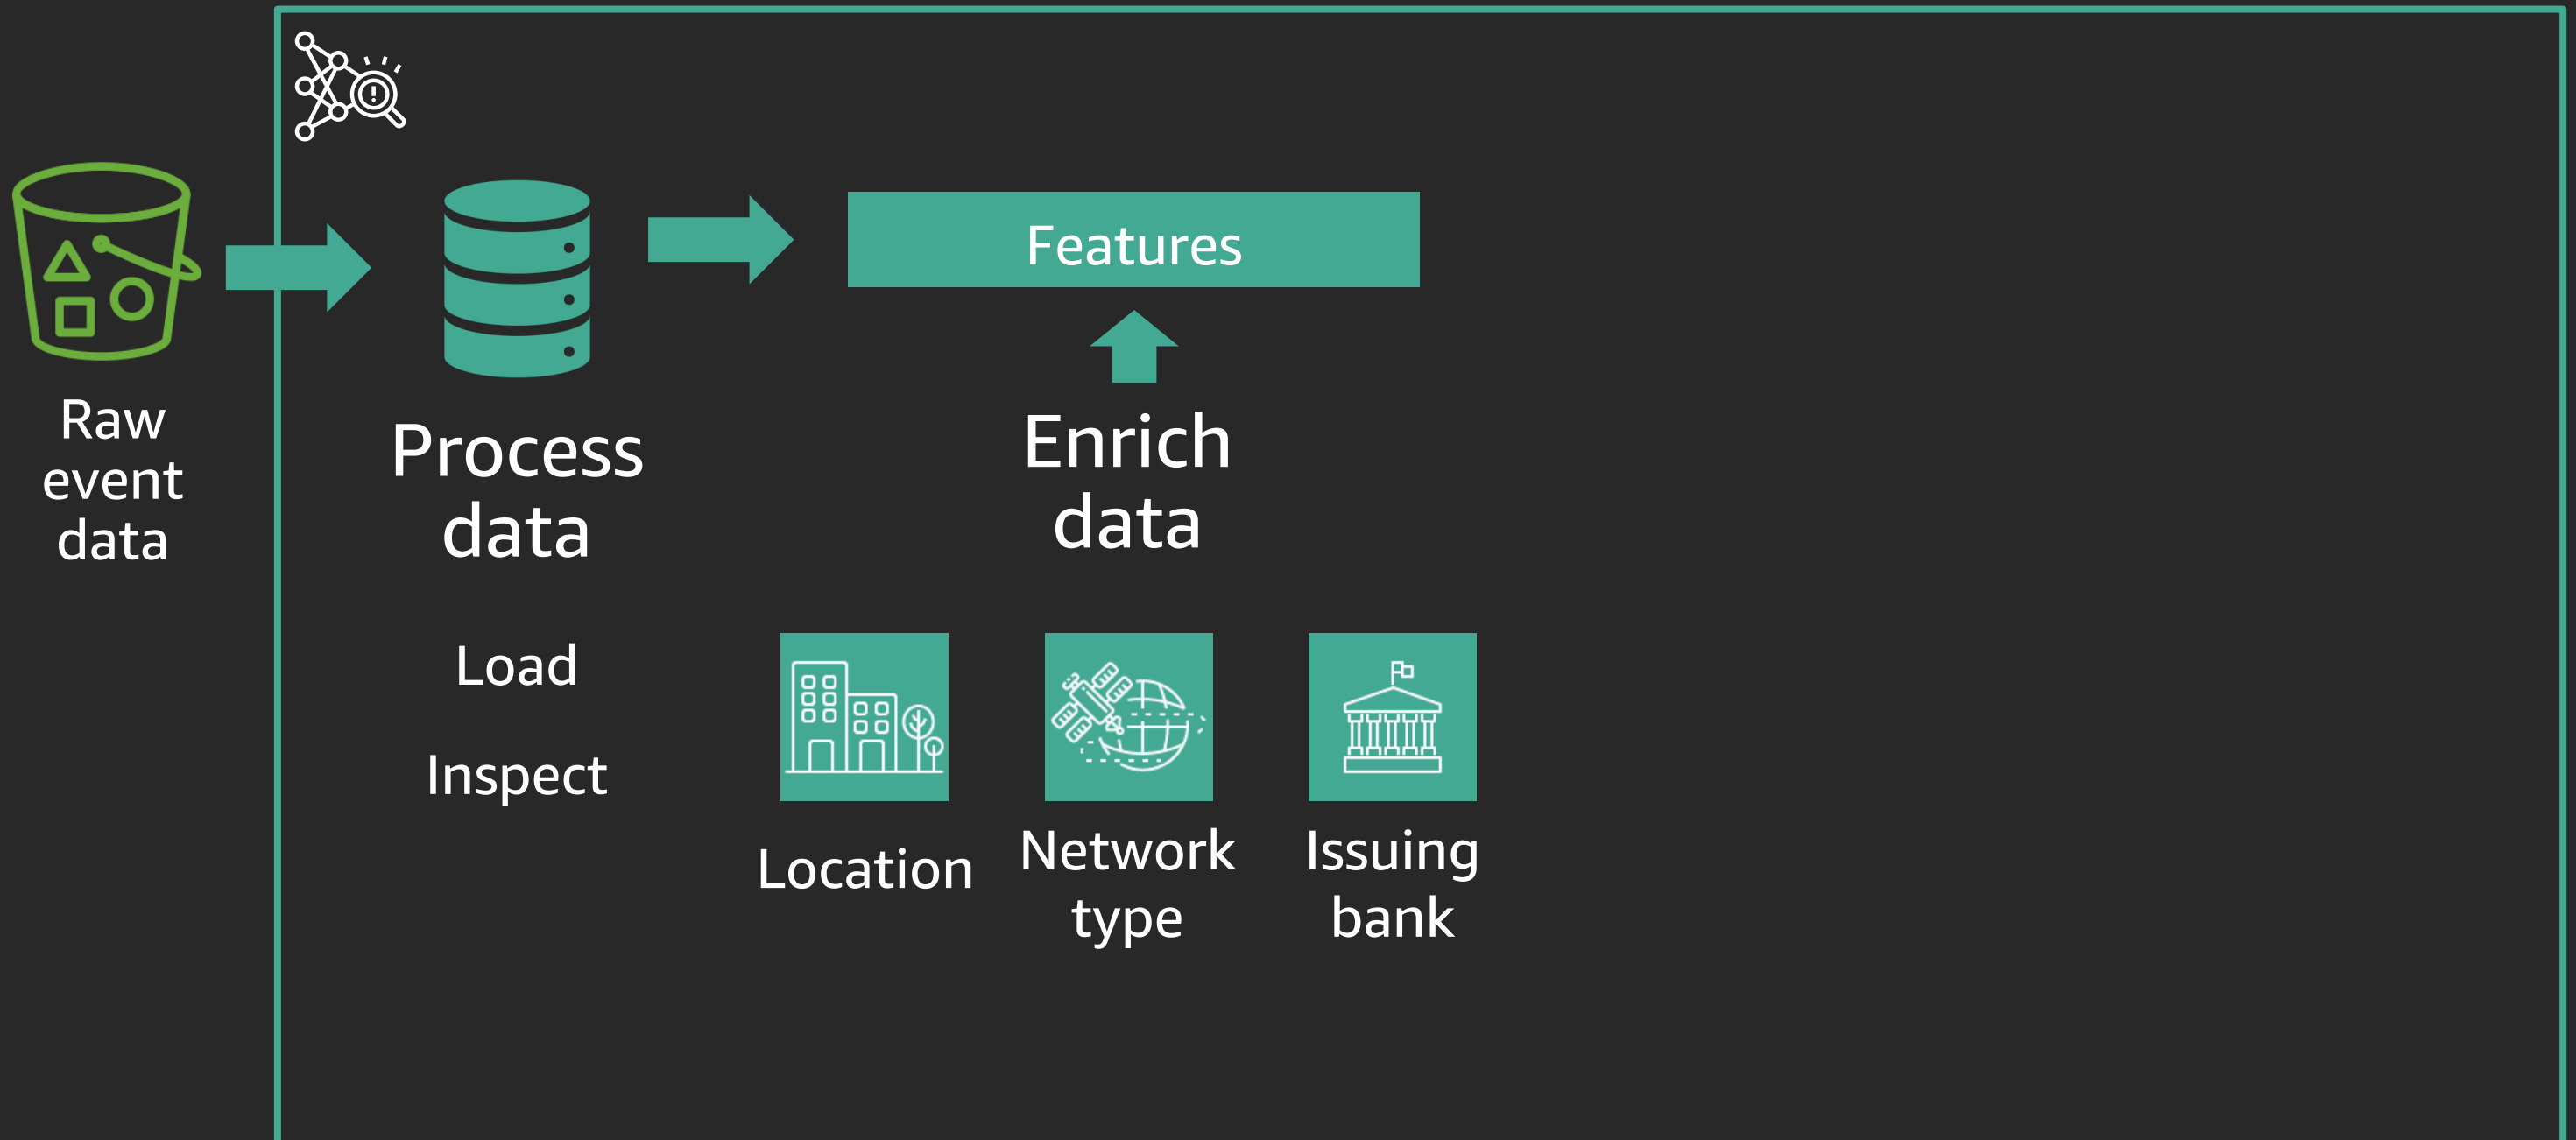 Raw
event
data
Process
data
Load
Inspect
Features
Enrich
data
Location
Network
type
Issuing
bank